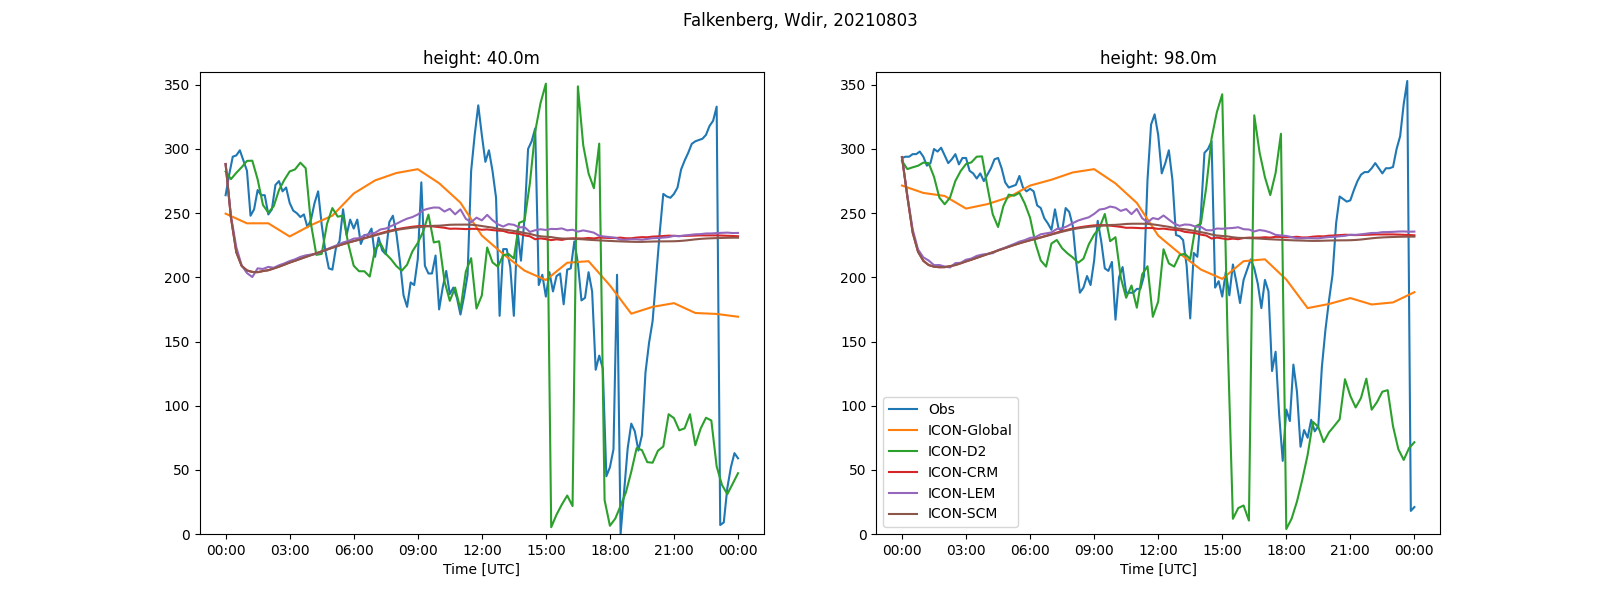 Falkenberg, Wdir, 20210803
height: 40.0m
350
300
250
200
150
100
50
0
00:00 03:00 06:00 09:00 12:00 15:00 18:00 21:00 00:00
Time [UTC]
height: 98.0m
350
300
250
200
150
100
50
0
Obs
ICON-Global
ICON-D2
ICON-CRM
ICON-LEM
ICON-SCM
00:00 03:00 06:00 09:00 12:00 15:00 18:00 21:00 00:00
Time [UTC]